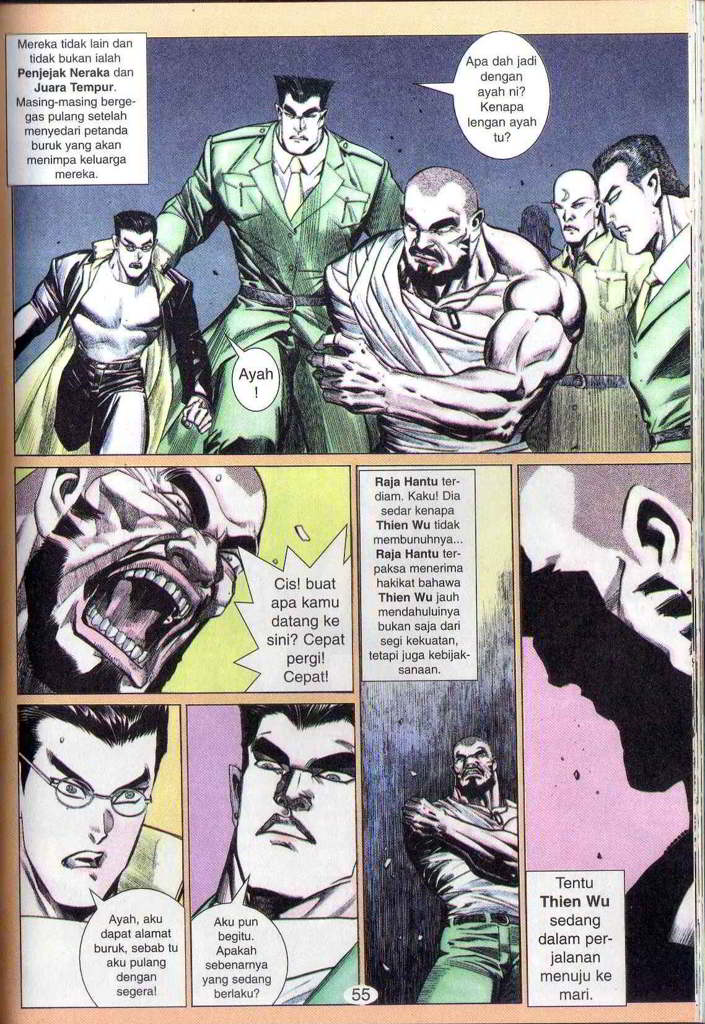 Mereka tidak lain dan
tidak bukan ialah
Penjejak Neraka dan
Juara Tempur.
Masing-masing berge-
gas pulang setelah
menyedari petanda
buruk yang akan
menimpa keluarga
mereka.
Apa dah jadi
dengan
ayah ni?
Kenapa
lengan ayah
tu?
Ayah
!
Cis! buat
apa kamu
datang ke
sini? Cepat
pergi!
Cepat!
Raja Hantu ter-
diam. Kaku! Dia
sedar kenapa
Thien Wu tidak
membunuhnya...
Raja Hantu ter-
paksa menerima
hakikat bahawa
Thien Wu jauh
mendahuluinya
bukan saja dari
segi kekuatan,
tetapi juga kebijak-
sanaan.
Tentu
Thien Wu
sedang
dalam per-
jalanan
menuju ke
mari.
Ayah, aku
dapat alamat
buruk, sebab tu
aku pulang
dengan
segera!
Aku pun
begitu.
Apakah
sebenarnya
yang sedang
berlaku?
55